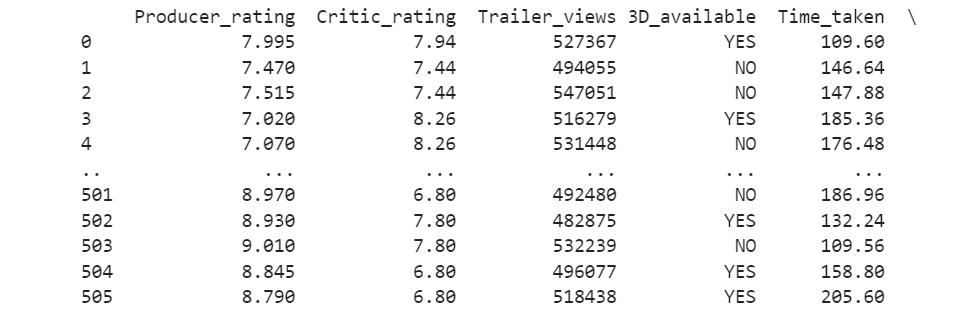 Producer_rating Critic_rating Trailer_views 3D_available Time_taken \
0 7.995 7.94 527367 YES 109.60
1 7.470 7.44 494055 NO 146.64
2 7.515 7.44 547051 NO 147.88
3 7.020 8.26 516279 YES 185.36
4 7.070 8.26 531448 NO 176.48
.. ... ... ... ... ...
501 8.970 6.80 492480 NO 186.96
502 8.930 7.80 482875 YES 132.24
503 9.010 7.80 532239 NO 109.56
504 8.845 6.80 496077 YES 158.80
505 8.790 6.80 518438 YES 205.60